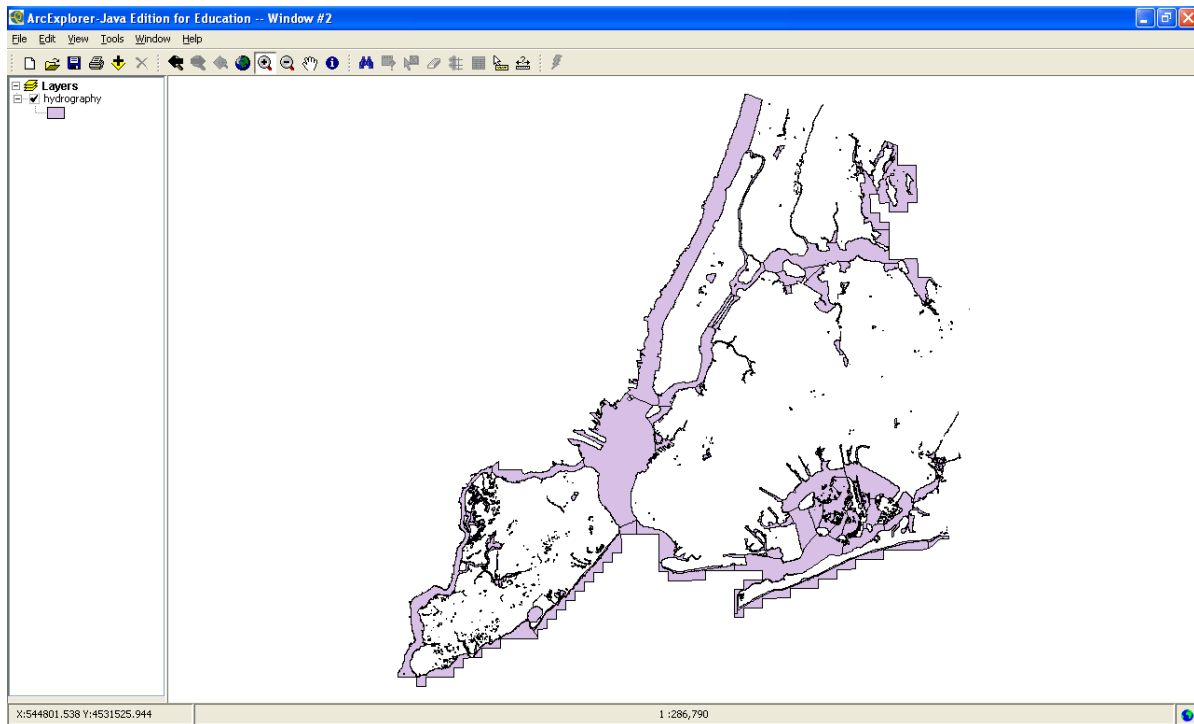 ArcExplorer-Java Edition for Education -- Window #2
File Edit View Tools Window Help
Layers
hydrography
X:544801.538 Y:4531525.944
1 :286,790